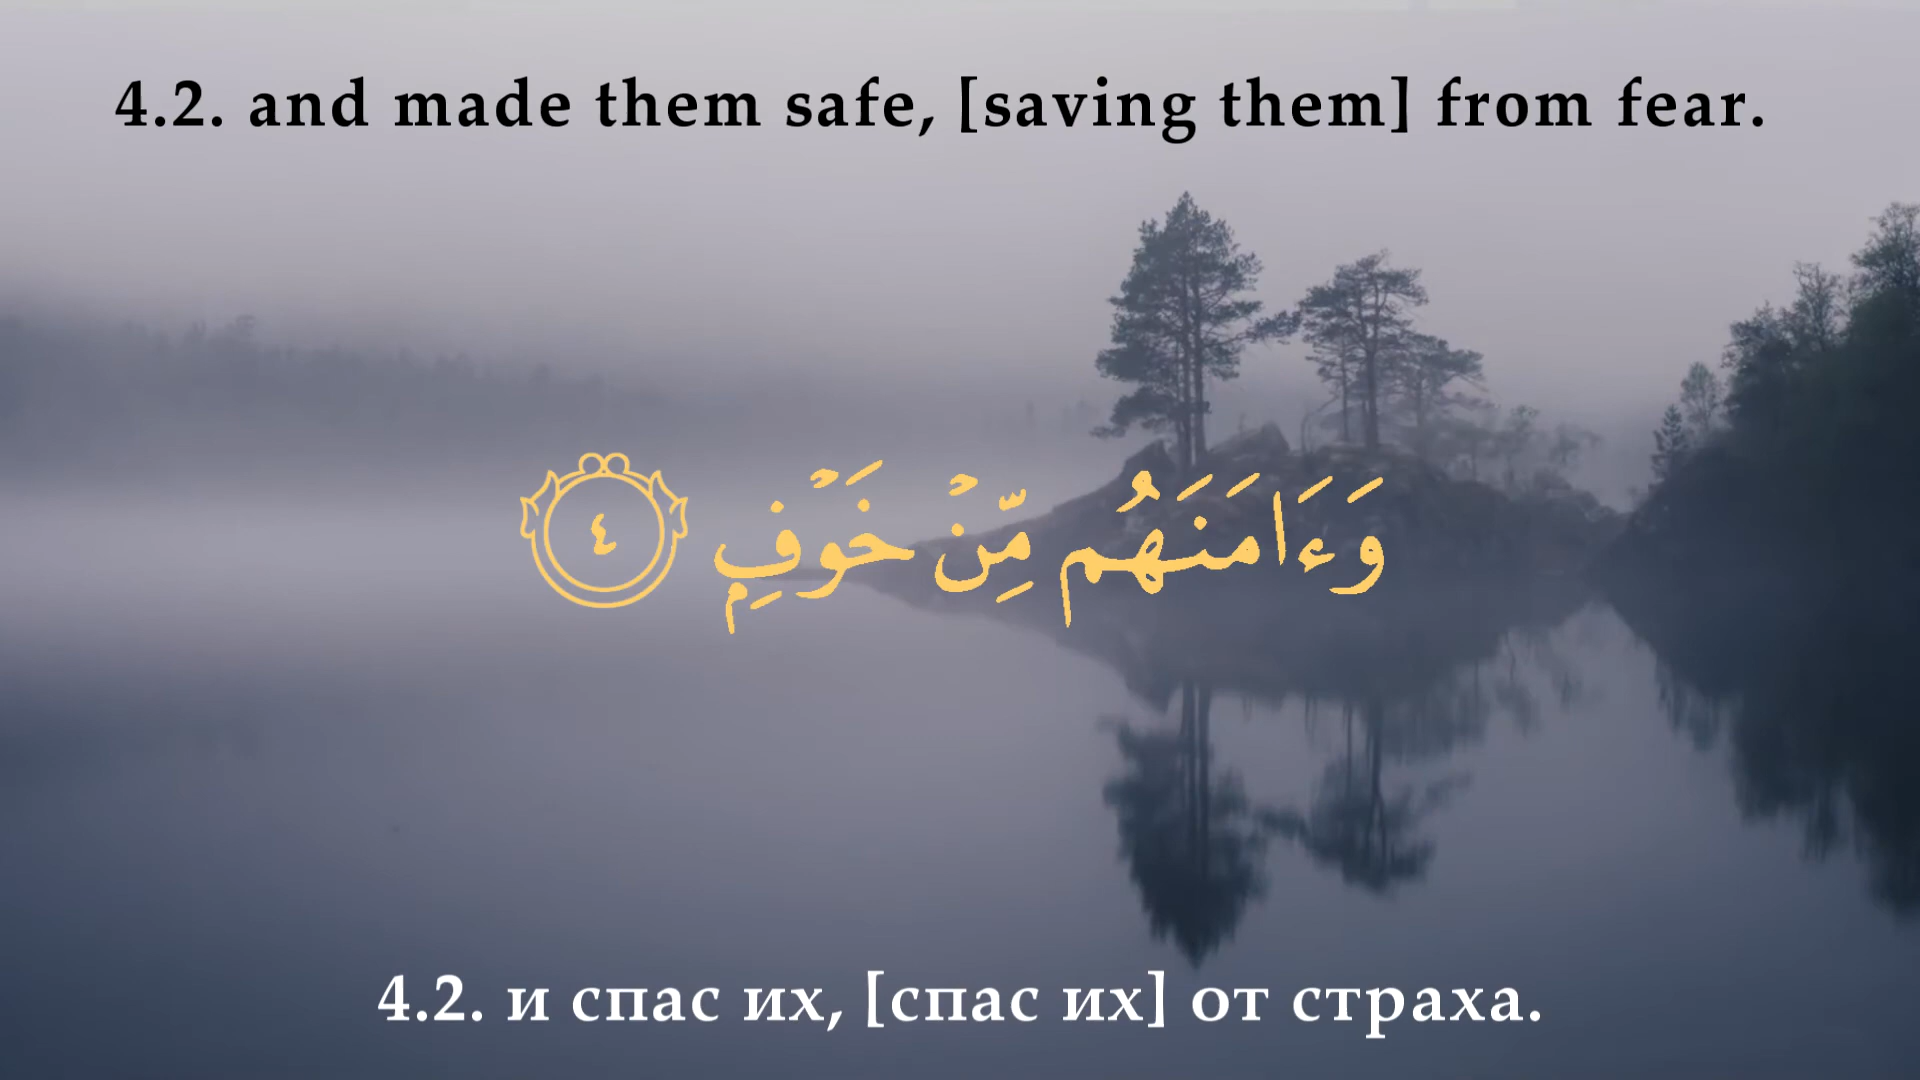 4.2. and made them safe, [saving them] from fear.
وَءَامَنَهُم مِّنْ خَوْفٍۭ ٤
4.2. и спас их, [спас их] от страха.